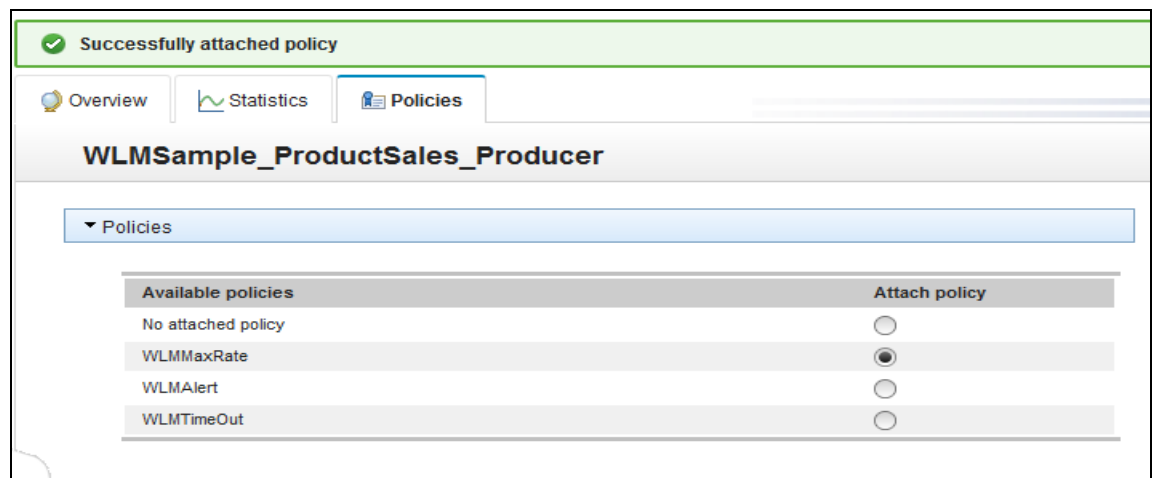 Successfully attached policy
Overview Statistics Policies
WLMSample_ProductSales_Producer
Policies
Available policies Attach policy
No attached policy
WLMMaxRate
WLMAlert
WLMTimeOut